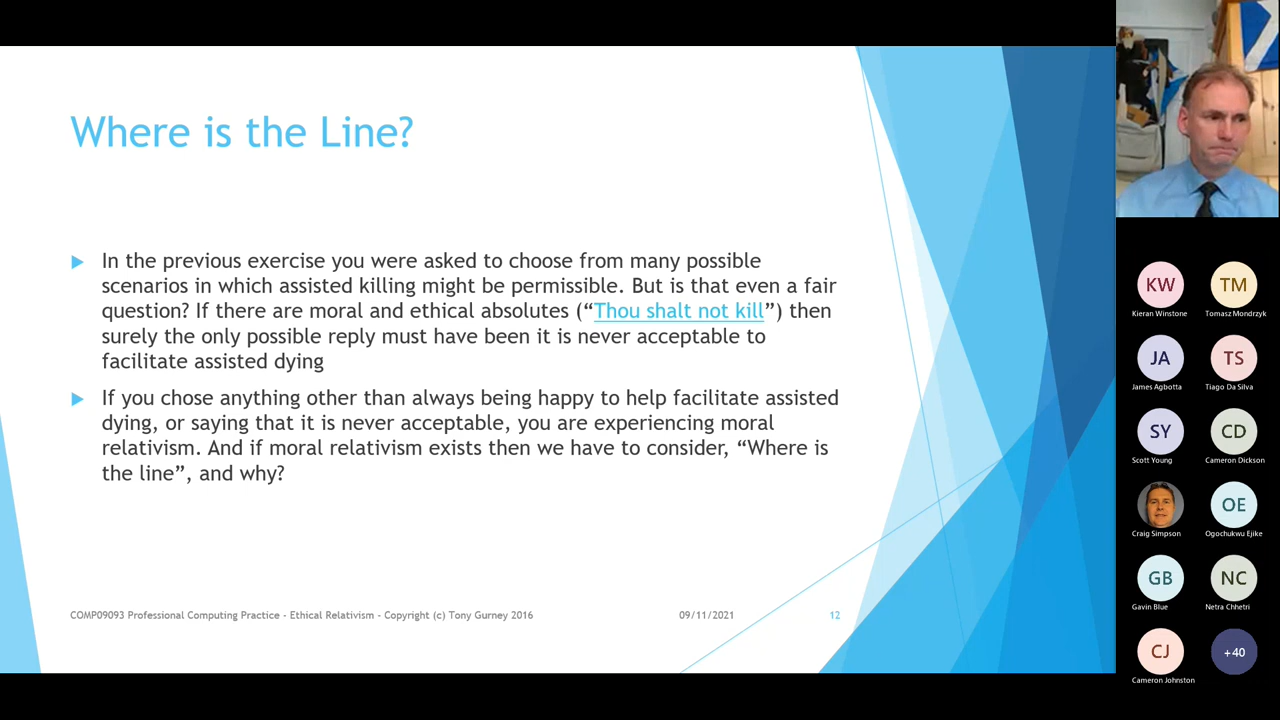 Where is the Line?
In the previous exercise you were asked to choose from many possible
scenarios in which assisted killing might be permissible. But is that even a fair
question? If there are moral and ethical absolutes (“Thou shalt not kill”) then
surely the only possible reply must have been it is never acceptable to
facilitate assisted dying
If you chose anything other than always being happy to help facilitate assisted
dying, or saying that it is never acceptable, you are experiencing moral
relativism. And if moral relativism exists then we have to consider, “Where is
the line”, and why?
COMP09093 Professional Computing Practice - Ethical Relativism - Copyright (c) Tony Gurney 2016
09/11/2021
12
KW
TM
Kieran Winstone
Tomasz Mondrzyk
JA
TS
James Agbotta
Tiago Da Silva
SY
CD
Scott Young
Cameron Dickson
OE
Craig Simpson
Ogochukwu Ejike
GB
NC
Gavin Blue
Netra Chhetri
CJ
+40
Cameron Johnston